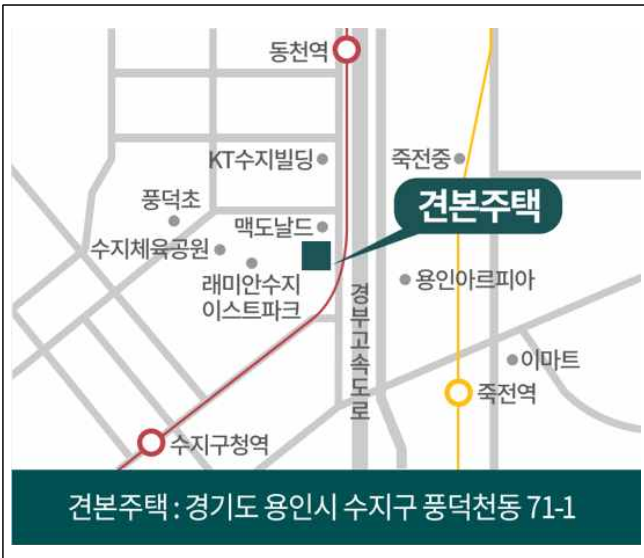 동천역
KT수지빌딩
죽전중
견본주택
풍덕초
맥도날드
수지체육공원
래미안수지
이스트파크
용인아르피아
경부고속도로
이마트
죽전역
수지구청역
견본주택 : 경기도 용인시 수지구 풍덕천동 71-1